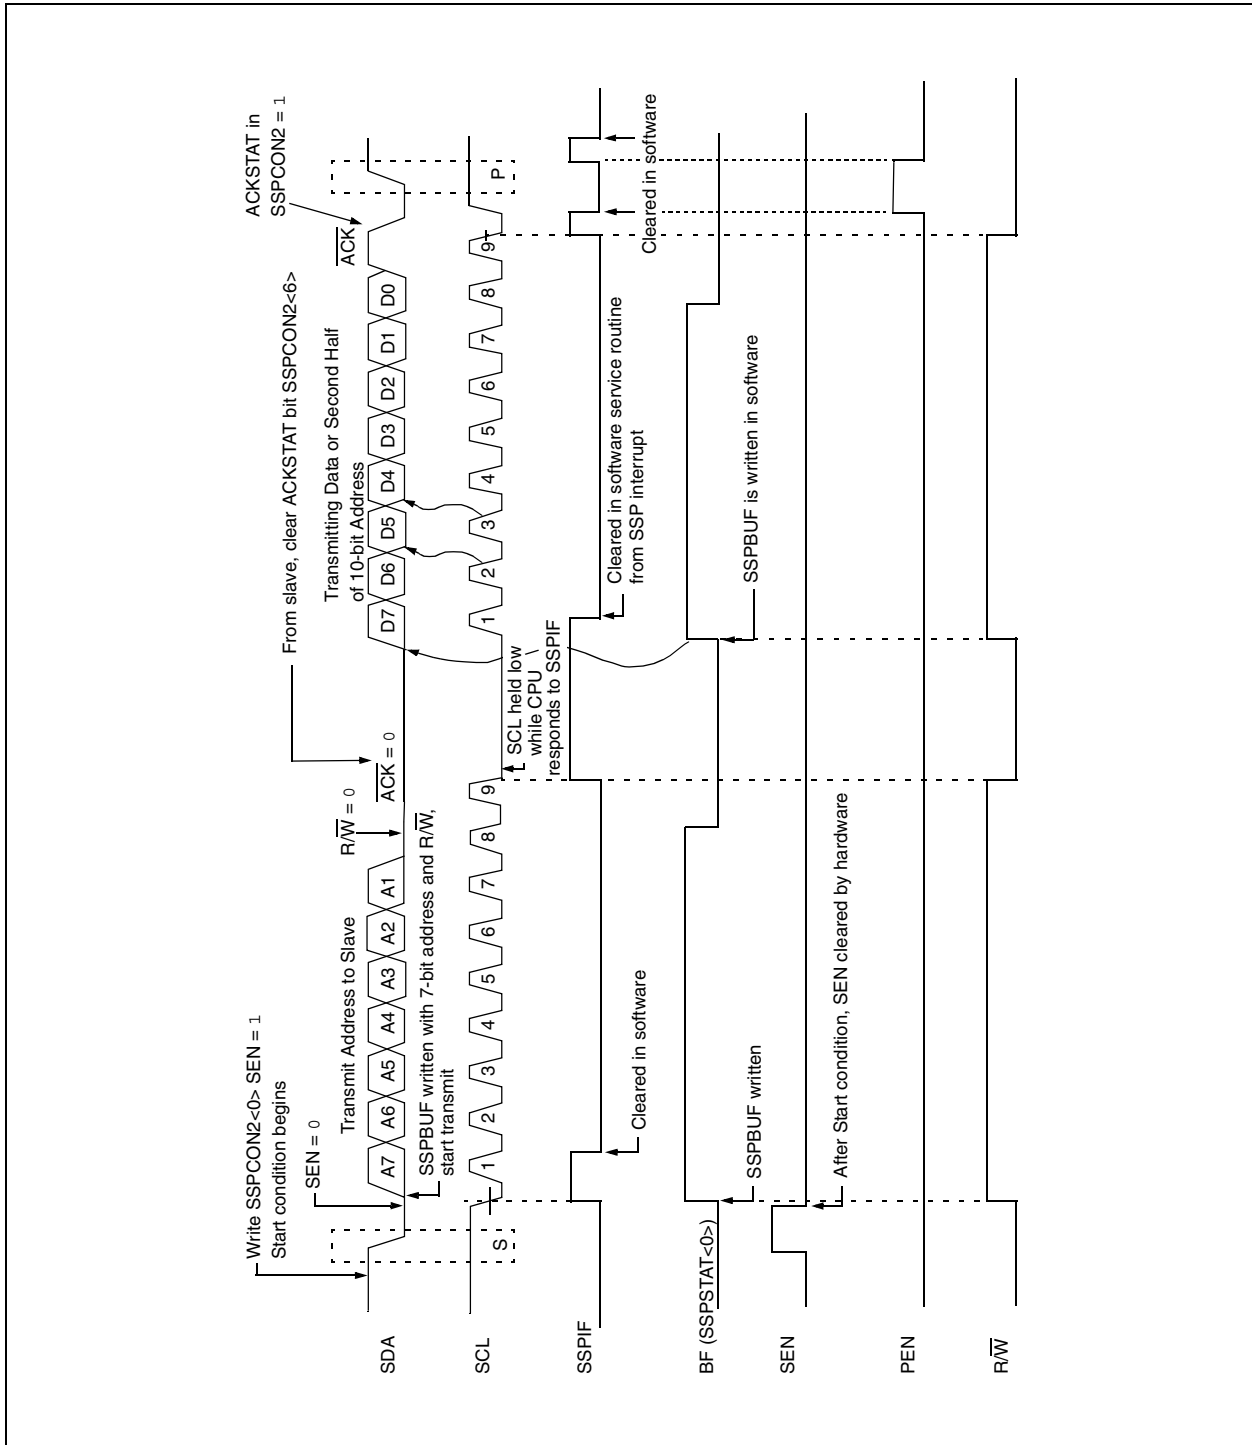 Write SSPCON2<0> SEN = 1
Start condition begins
SEN = 0
Transmit Address to Slave
R/W = 0
From slave, clear ACKSTAT bit SSPCON2<6>
ACK = 0
Transmitting Data or Second Half
of 10-bit Address
ACK
ACKSTAT in
SSPCON2 = 1
SDA
A7 A6 A5 A4 A3 A2 A1
D7 D6 D5 D4 D3 D2 D1 D0
SSPBUF written with 7-bit address and R/W,
start transmit
SCL
S
1 2 3 4 5 6 7 8 9
1 2 3 4 5 6 7 8 9
P
SCL held low
while CPU
responds to SSPIF
SSPIF
Cleared in software
Cleared in software service routine
from SSP interrupt
Cleared in software
BF (SSPSTAT<0>)
SSPBUF written
SSPBUF is written in software
SEN
After Start condition, SEN cleared by hardware
PEN
R/W